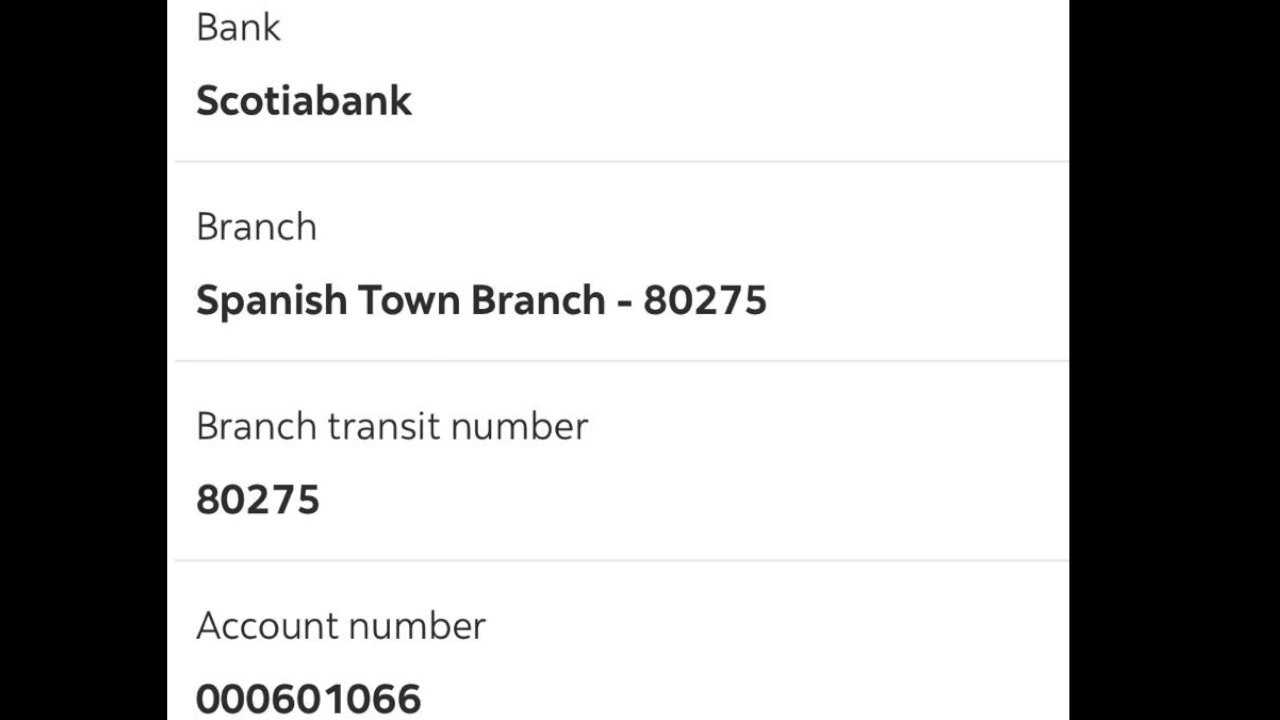 Bank
Scotiabank
Branch
Spanish Town Branch - 80275
Branch transit number
80275
Account number
000601066